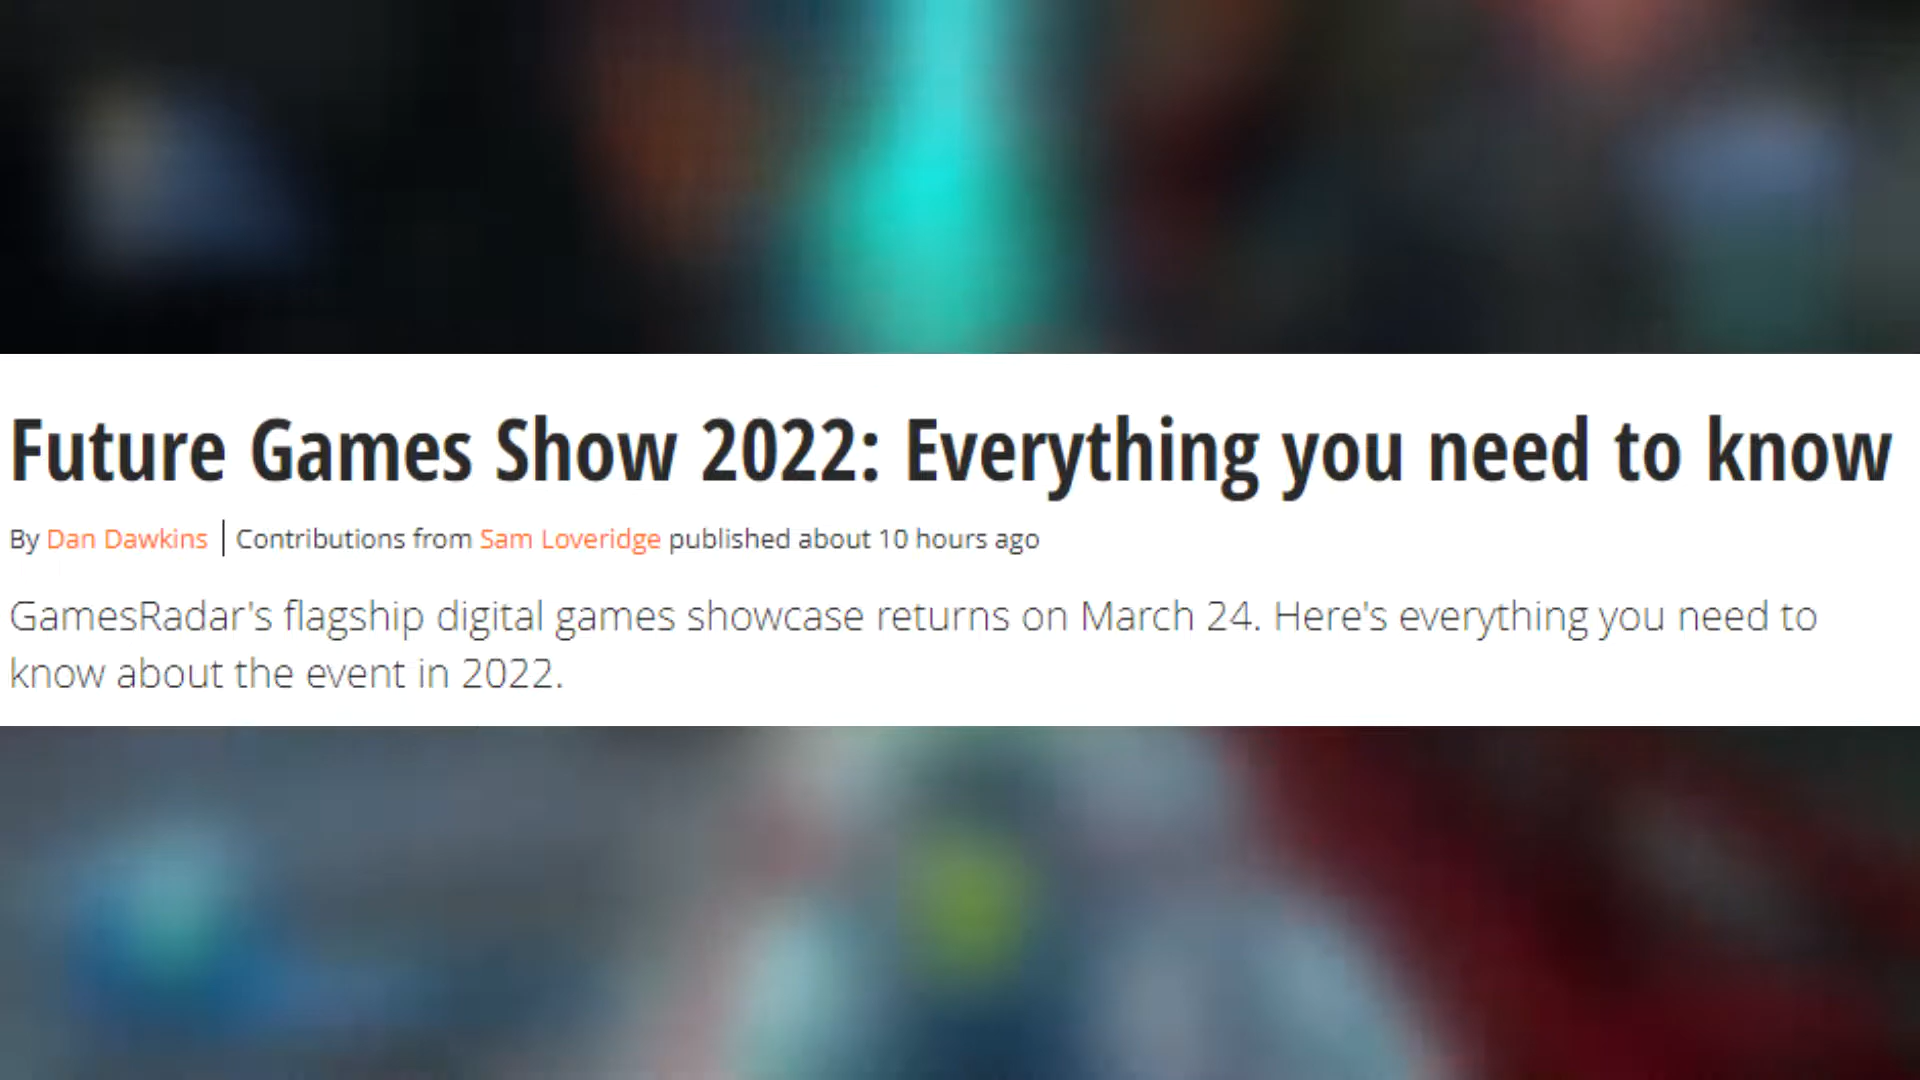 Future Games Show 2022: Everything you need to know
By Dan Dawkins | Contributions from Sam Loveridge published about 10 hours ago
GamesRadar's flagship digital games showcase returns on March 24. Here's everything you need to
know about the event in 2022.